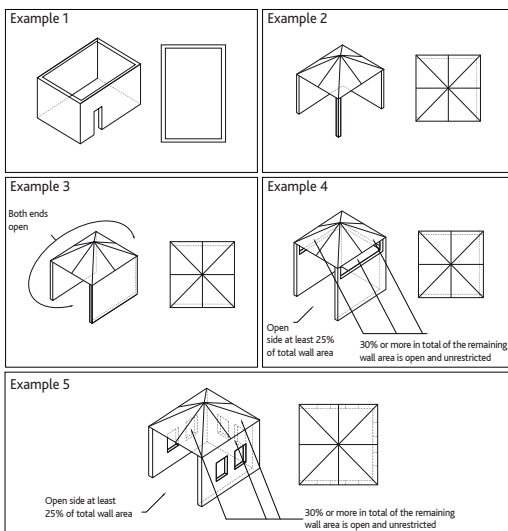 Example 1
Example 2
Example 3
Both ends
open
Example 4
Open
side at least 25%
of total wall area
30% or more in total of the remaining
wall area is open and unrestricted
Example 5
Open side at least
25% of total wall area
30% or more in total of the remaining
wall area is open and unrestricted